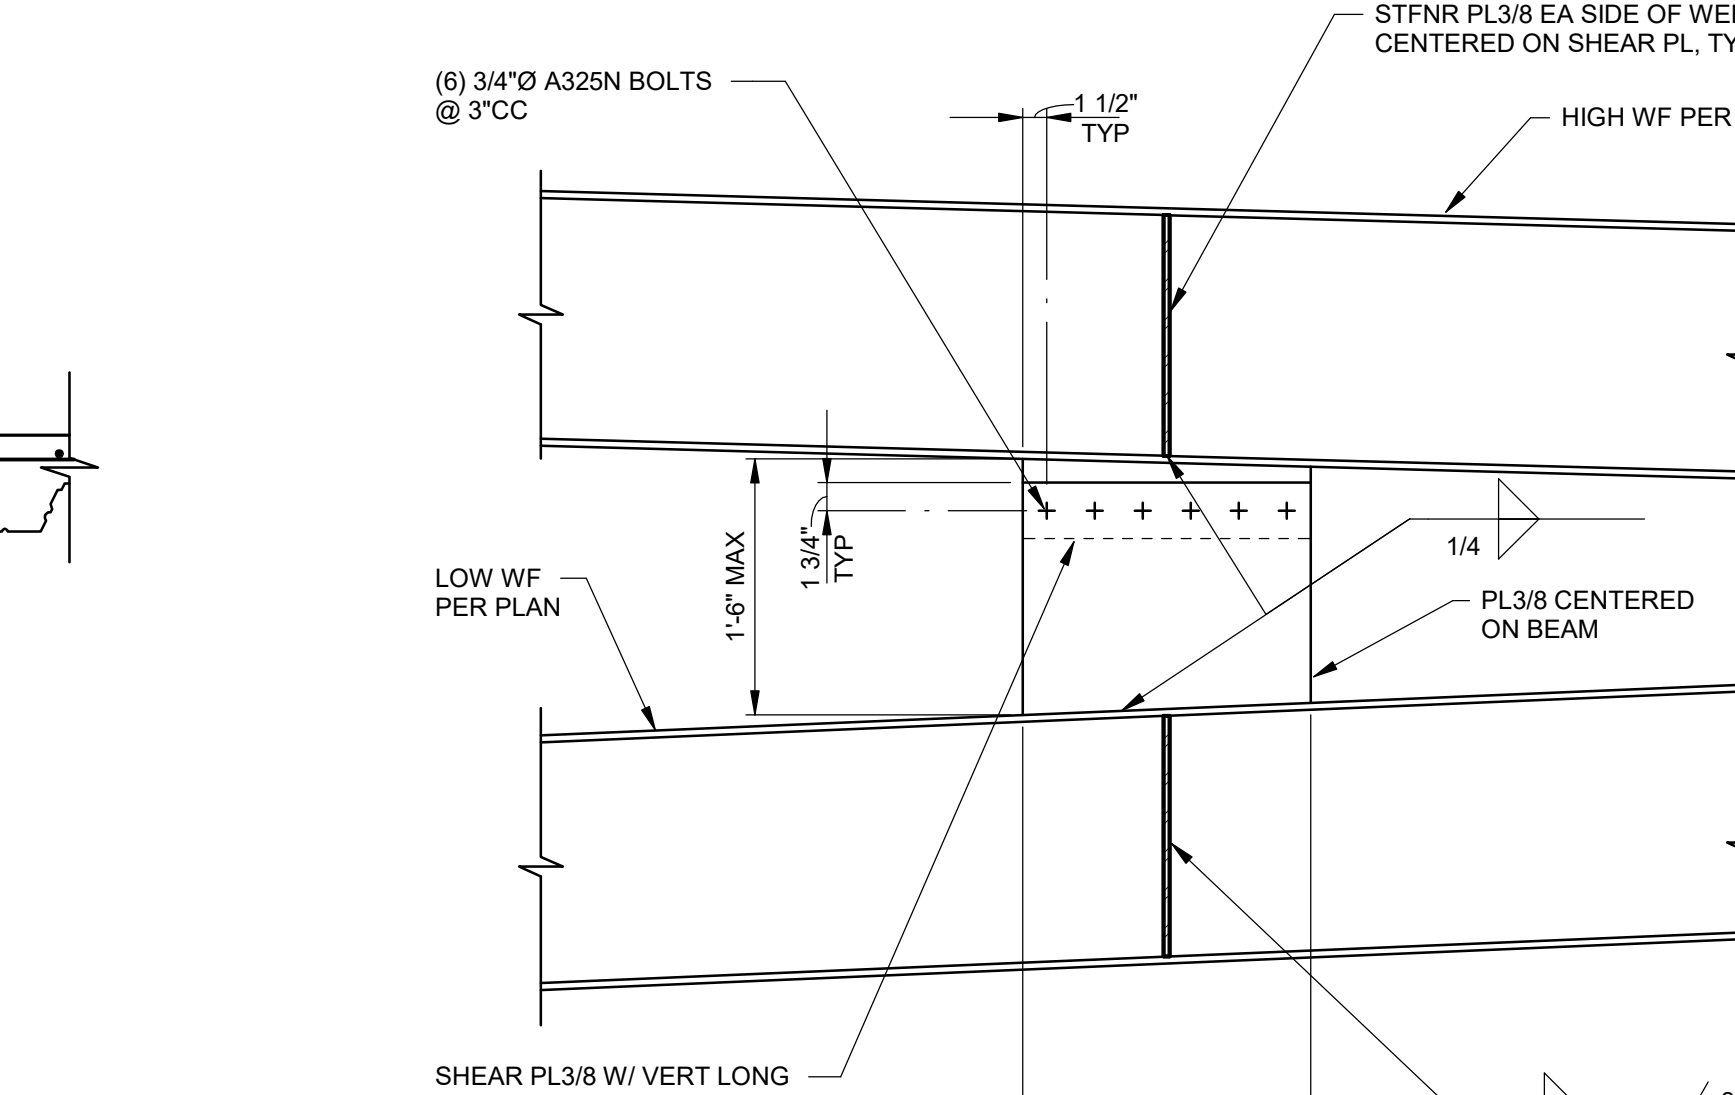 STFNR PL3/8 EA SIDE OF WEB
CENTERED ON SHEAR PL, TY
(6) 3/4"Ø A325N BOLTS
@ 3"CC
1 1/2"
TYP
HIGH WF PER
1'-6" MAX
1 3/4"
TYP
1/4
LOW WF
PER PLAN
PL3/8 CENTERED
ON BEAM
SHEAR PL3/8 W/ VERT LONG